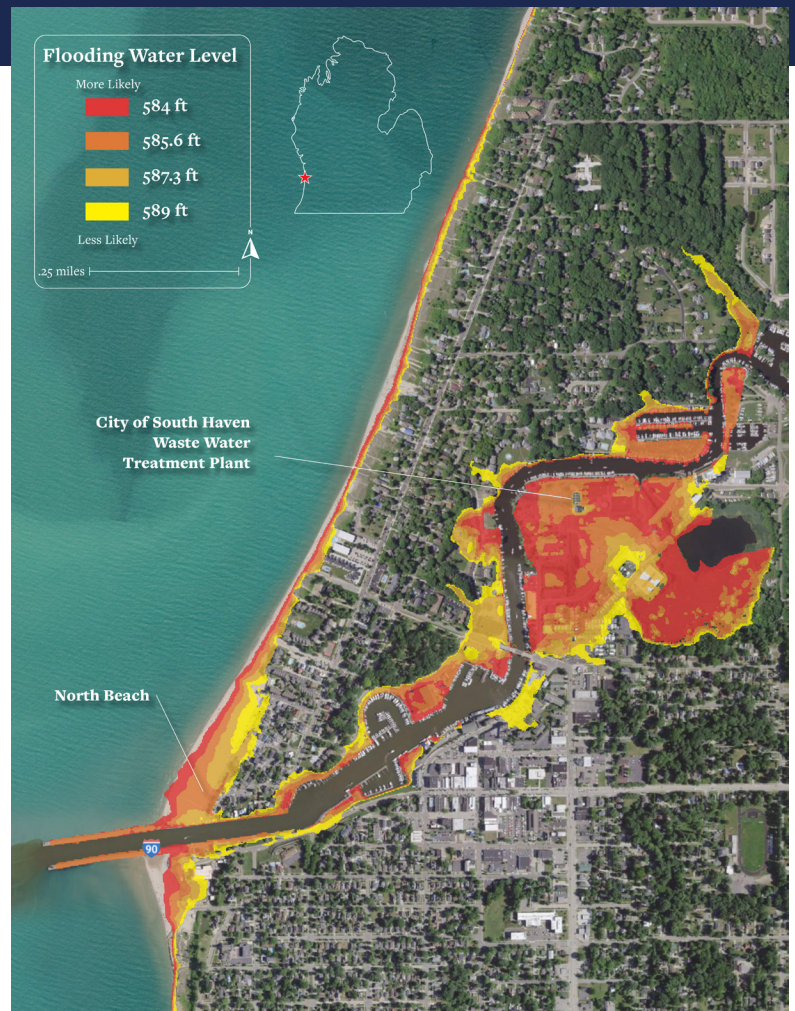 Flooding Water Level
More Likely
584 ft
585.6 ft
587.3 ft
589 ft
Less Likely
N
.25 miles
City of South Haven
Waste Water
Treatment Plant
North Beach
90